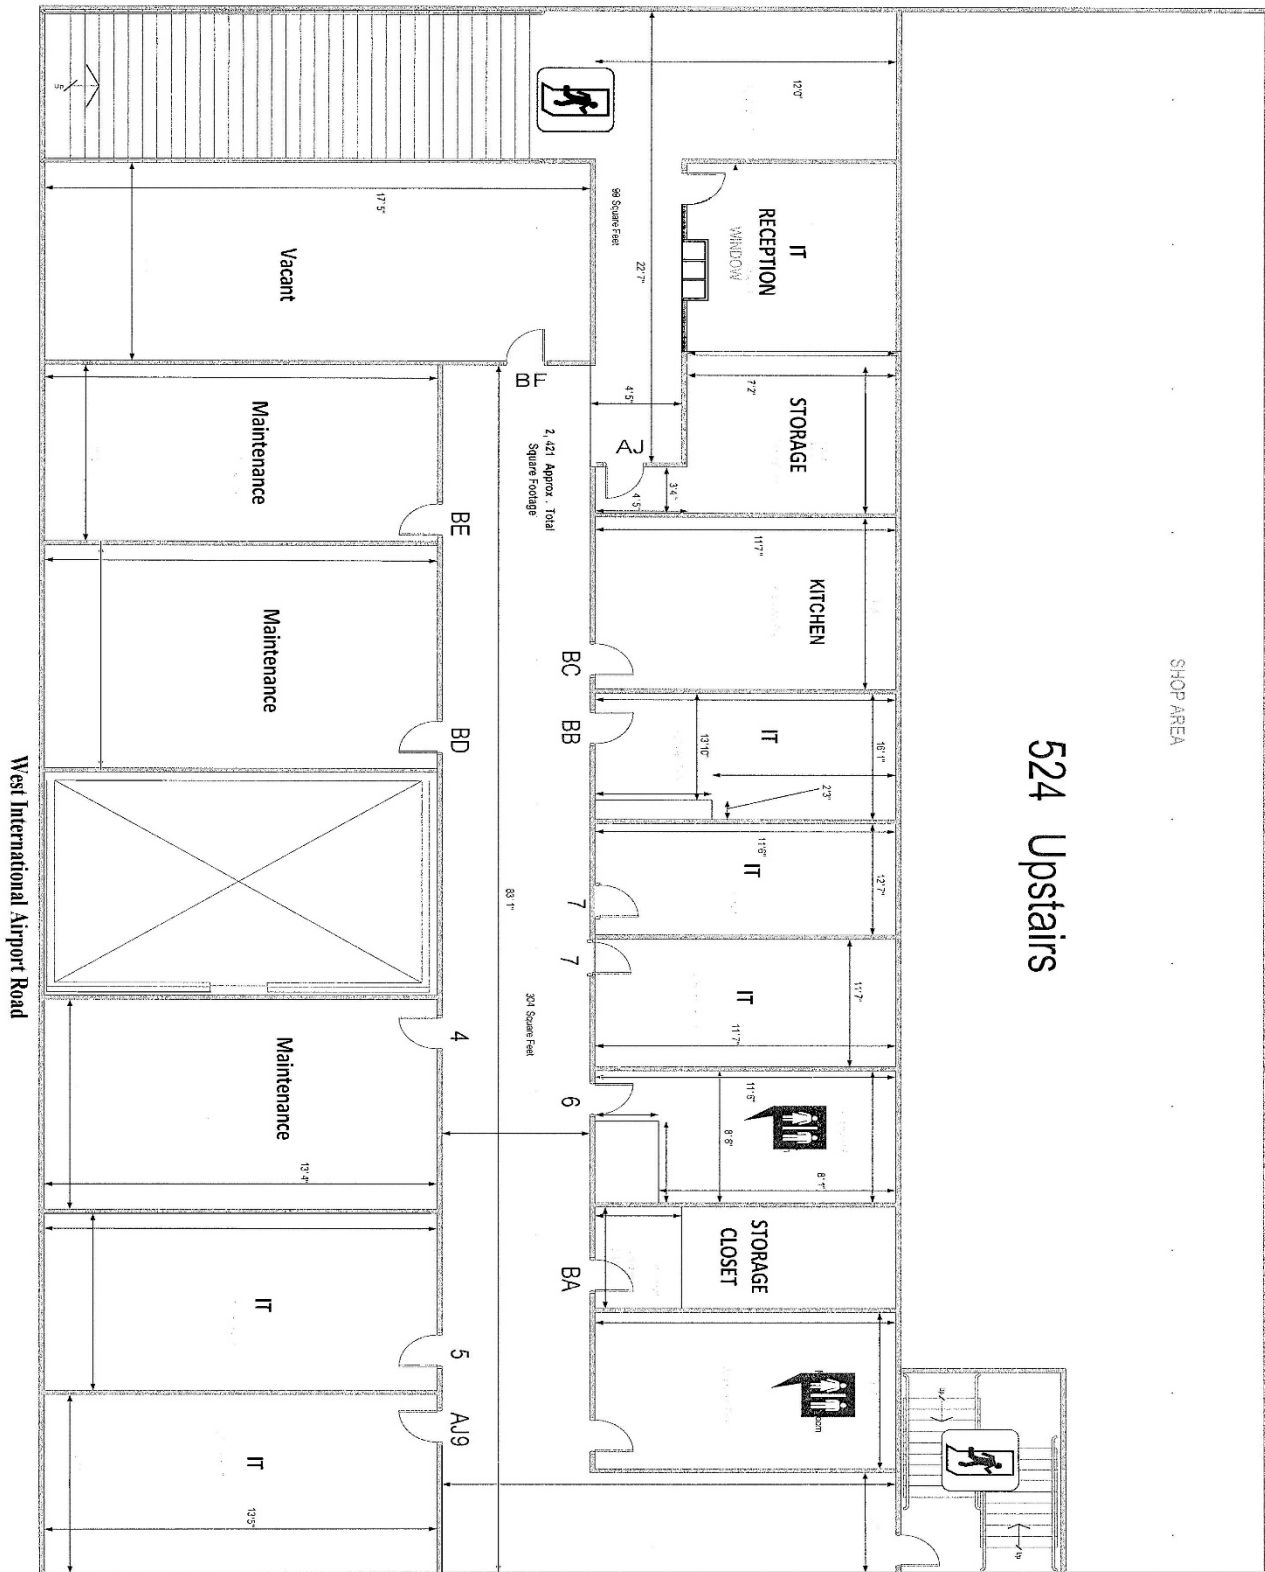 524 Upstairs
SHOP AREA
12'0"
IT
RECEPTION
WINDOW
99 Square Feet
22'7"
17'5"
Vacant
BF
4'5"
7'2"
STORAGE
AJ
3'4"
4'5"
2,421 Approx. Total
Square Footage
Maintenance
BE
11'7"
KITCHEN
BC
Maintenance
BD
BB
IT
13'10"
16'1"
2'3"
IT
11'6"
12'7"
7
83'1"
7
IT
11'7"
11'7"
304 Square Feet
4
Maintenance
13'4"
6
11'6"
8'8"
8'1"
STORAGE
CLOSET
BA
IT
5
AJ9
IT
13'5"
Up
Up
Up
West International Airport Road